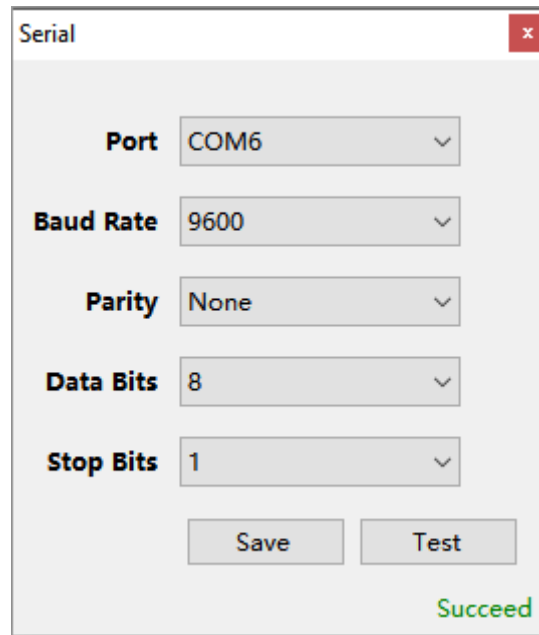 Serial
x
Port COM6
Baud Rate 9600
Parity None
Data Bits 8
Stop Bits 1
Save Test
Succeed